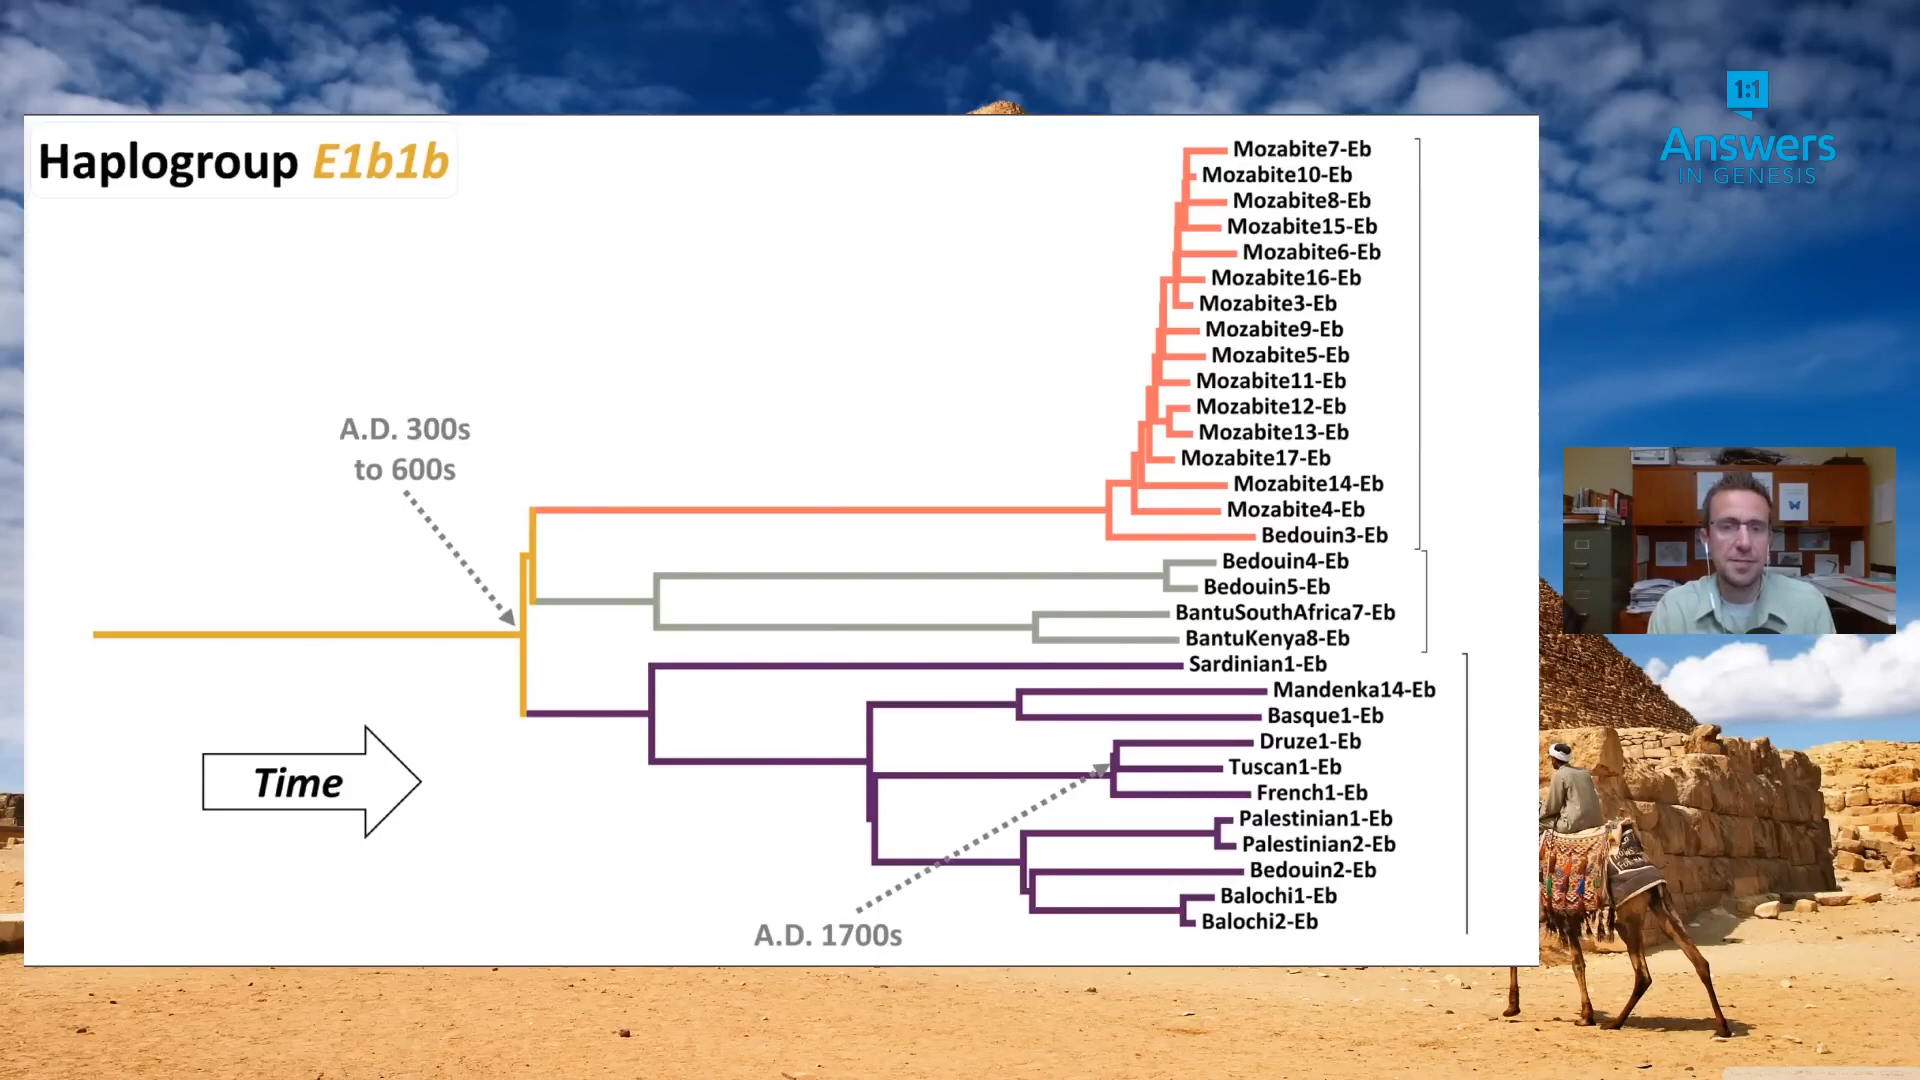 Haplogroup E1b1b
1:1
Answers
IN GENESIS
Mozabite7-Eb
Mozabite10-Eb
Mozabite8-Eb
Mozabite15-Eb
Mozabite6-Eb
Mozabite16-Eb
Mozabite3-Eb
Mozabite9-Eb
Mozabite5-Eb
Mozabite11-Eb
Mozabite12-Eb
Mozabite13-Eb
Mozabite17-Eb
Mozabite14-Eb
Mozabite4-Eb
Bedouin3-Eb
Bedouin4-Eb
Bedouin5-Eb
BantuSouthAfrica7-Eb
BantuKenya8-Eb
Sardinian1-Eb
Mandenka14-Eb
Basque1-Eb
Druze1-Eb
Tuscan1-Eb
French1-Eb
Palestinian1-Eb
Palestinian2-Eb
Bedouin2-Eb
Balochi1-Eb
Balochi2-Eb
A.D. 300s
to 600s
Time
A.D. 1700s